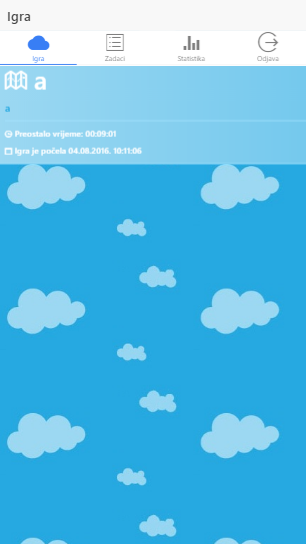 Igra
Igra
Zadaci
Statistika
Odjava
a
a
Preostalo vrijeme: 00:09:01
Igra je počela 04.08.2016. 10:11:06